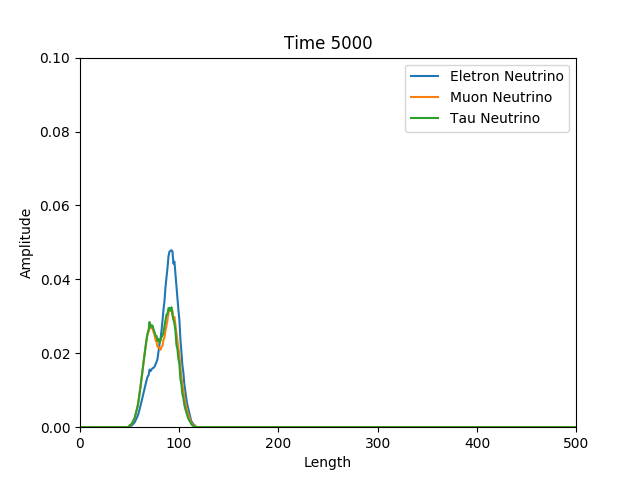 Time 5000
0.10
0.08
0.06
0.04
0.02
0.00
Amplitude
Eletron Neutrino
Muon Neutrino
Tau Neutrino
0
100
200
300
400
500
Length